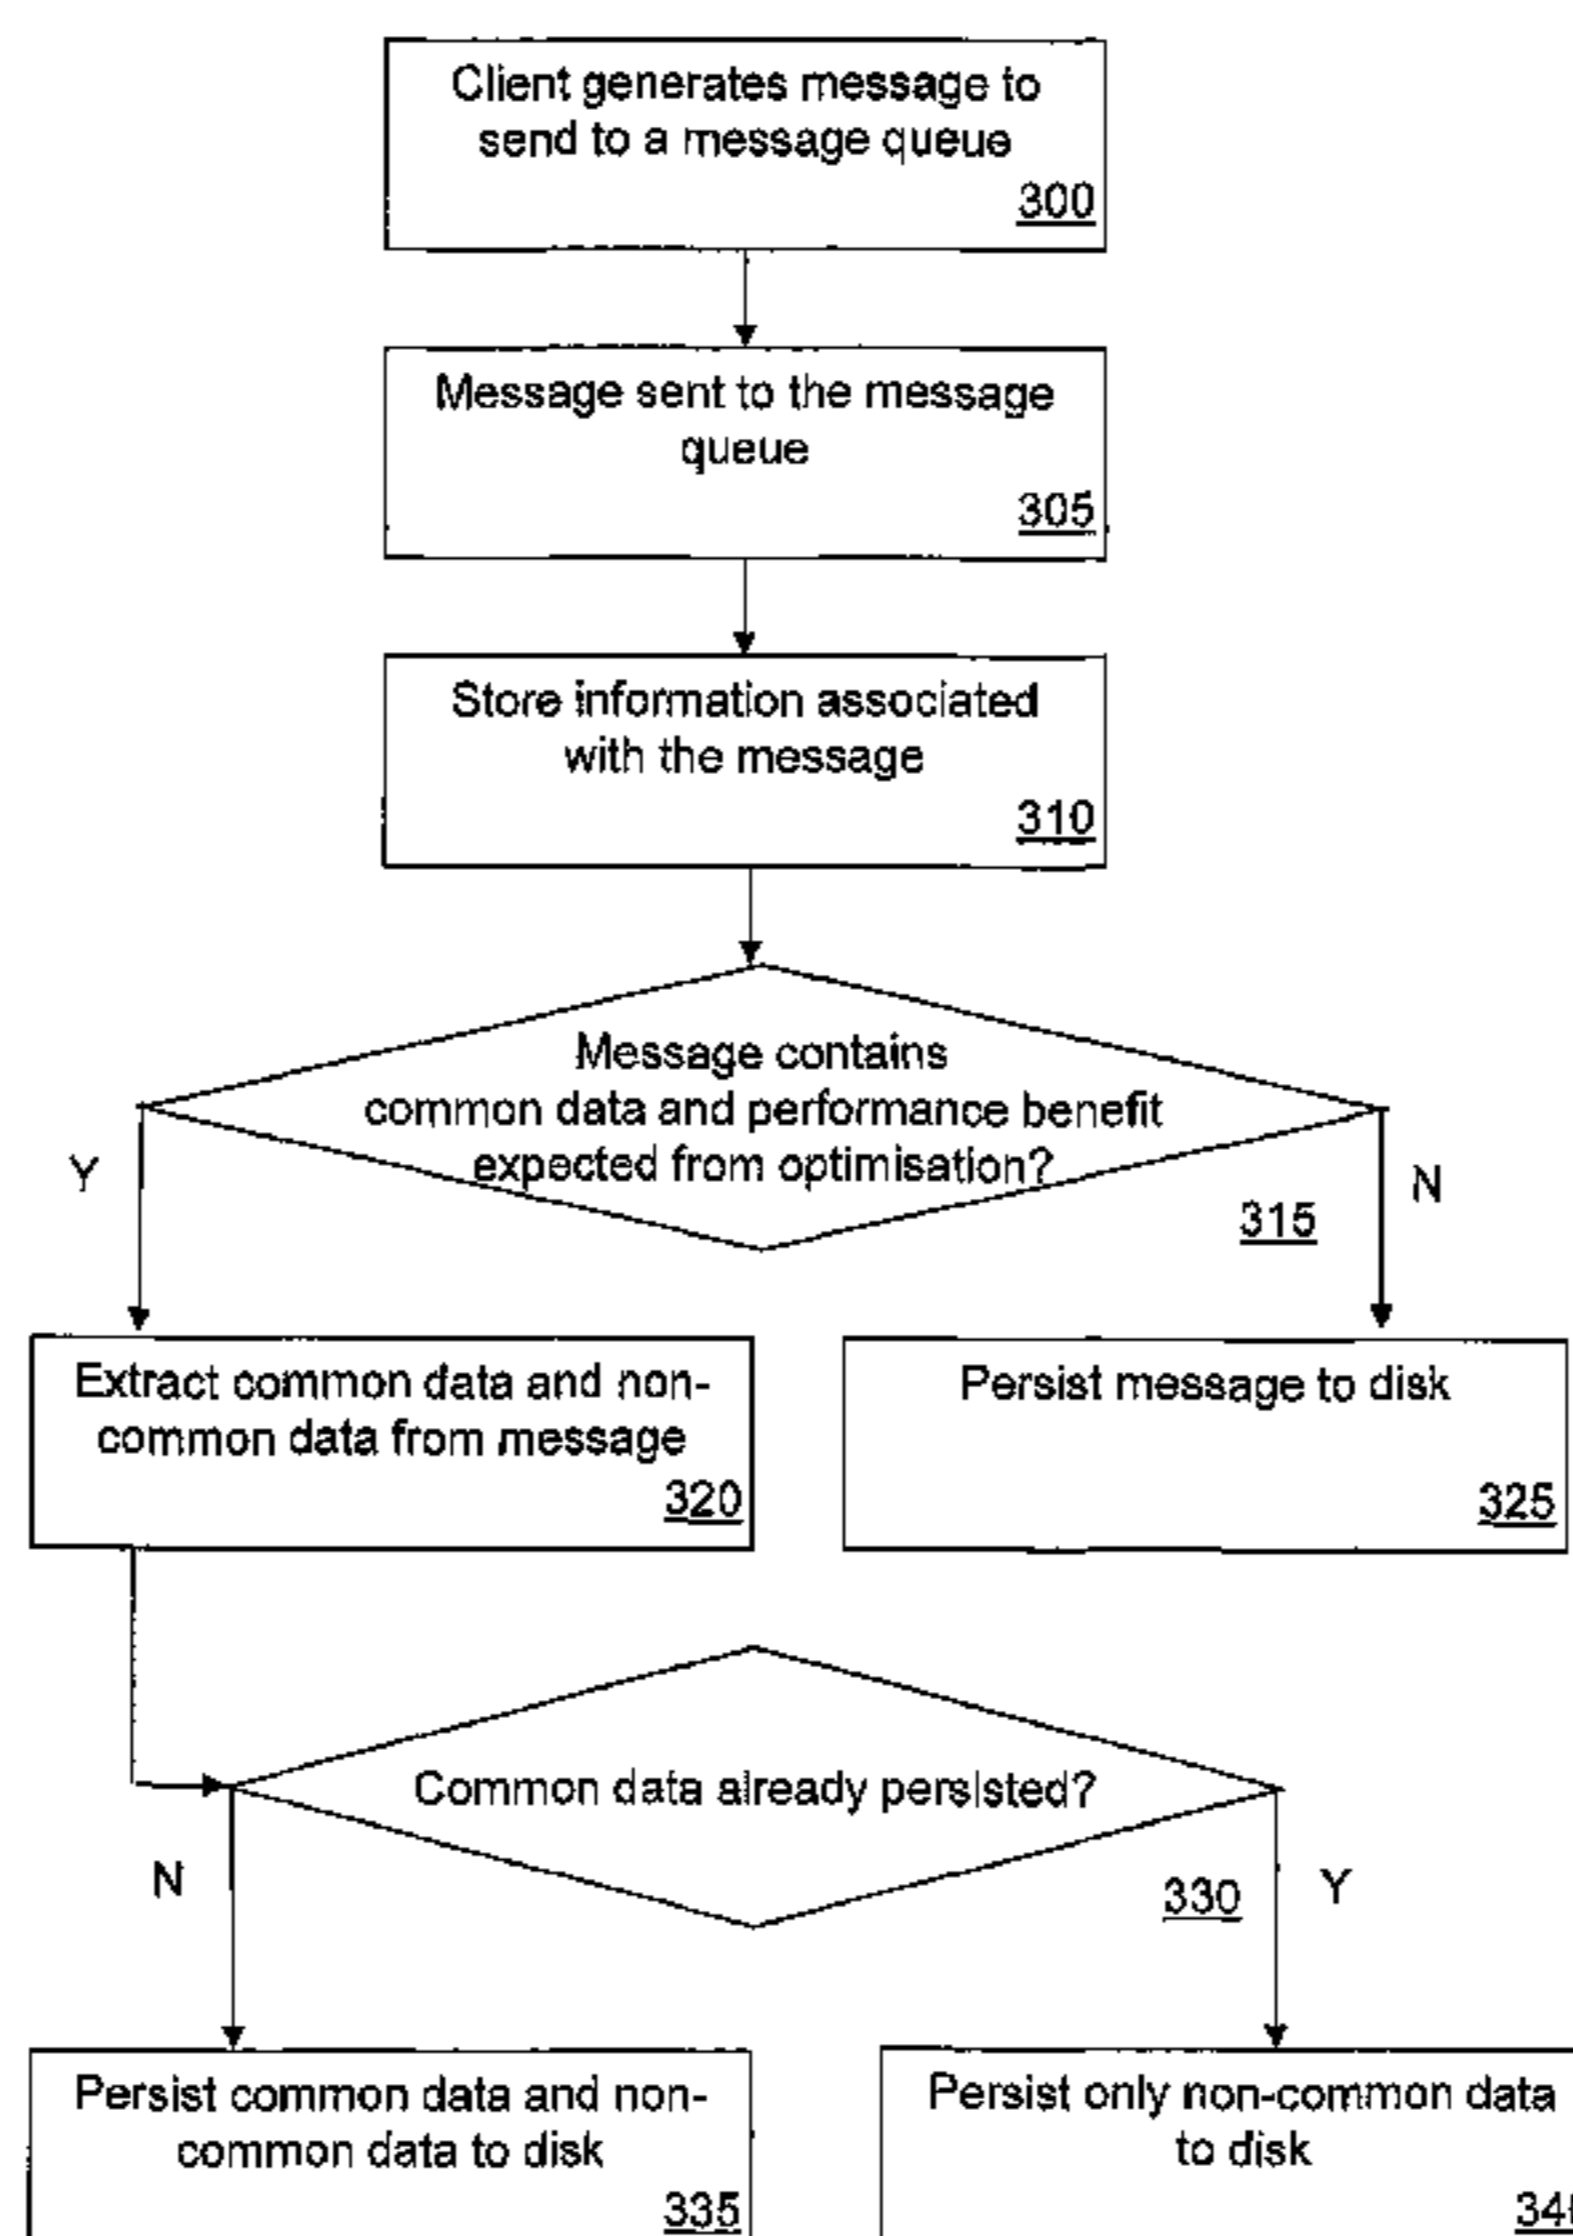 Client generates message to
send to a message queue
300
Message sent to the message
queue
305
Store information associated
with the message
310
Message contains
common data and performance benefit
expected from optimisation?
Y
N
315
Extract common data and non-
common data from message
320
Persist message to disk
325
Common data already persisted?
N
330
Y
Persist common data and non-
common data to disk
335
Persist only non-common data
to disk
340